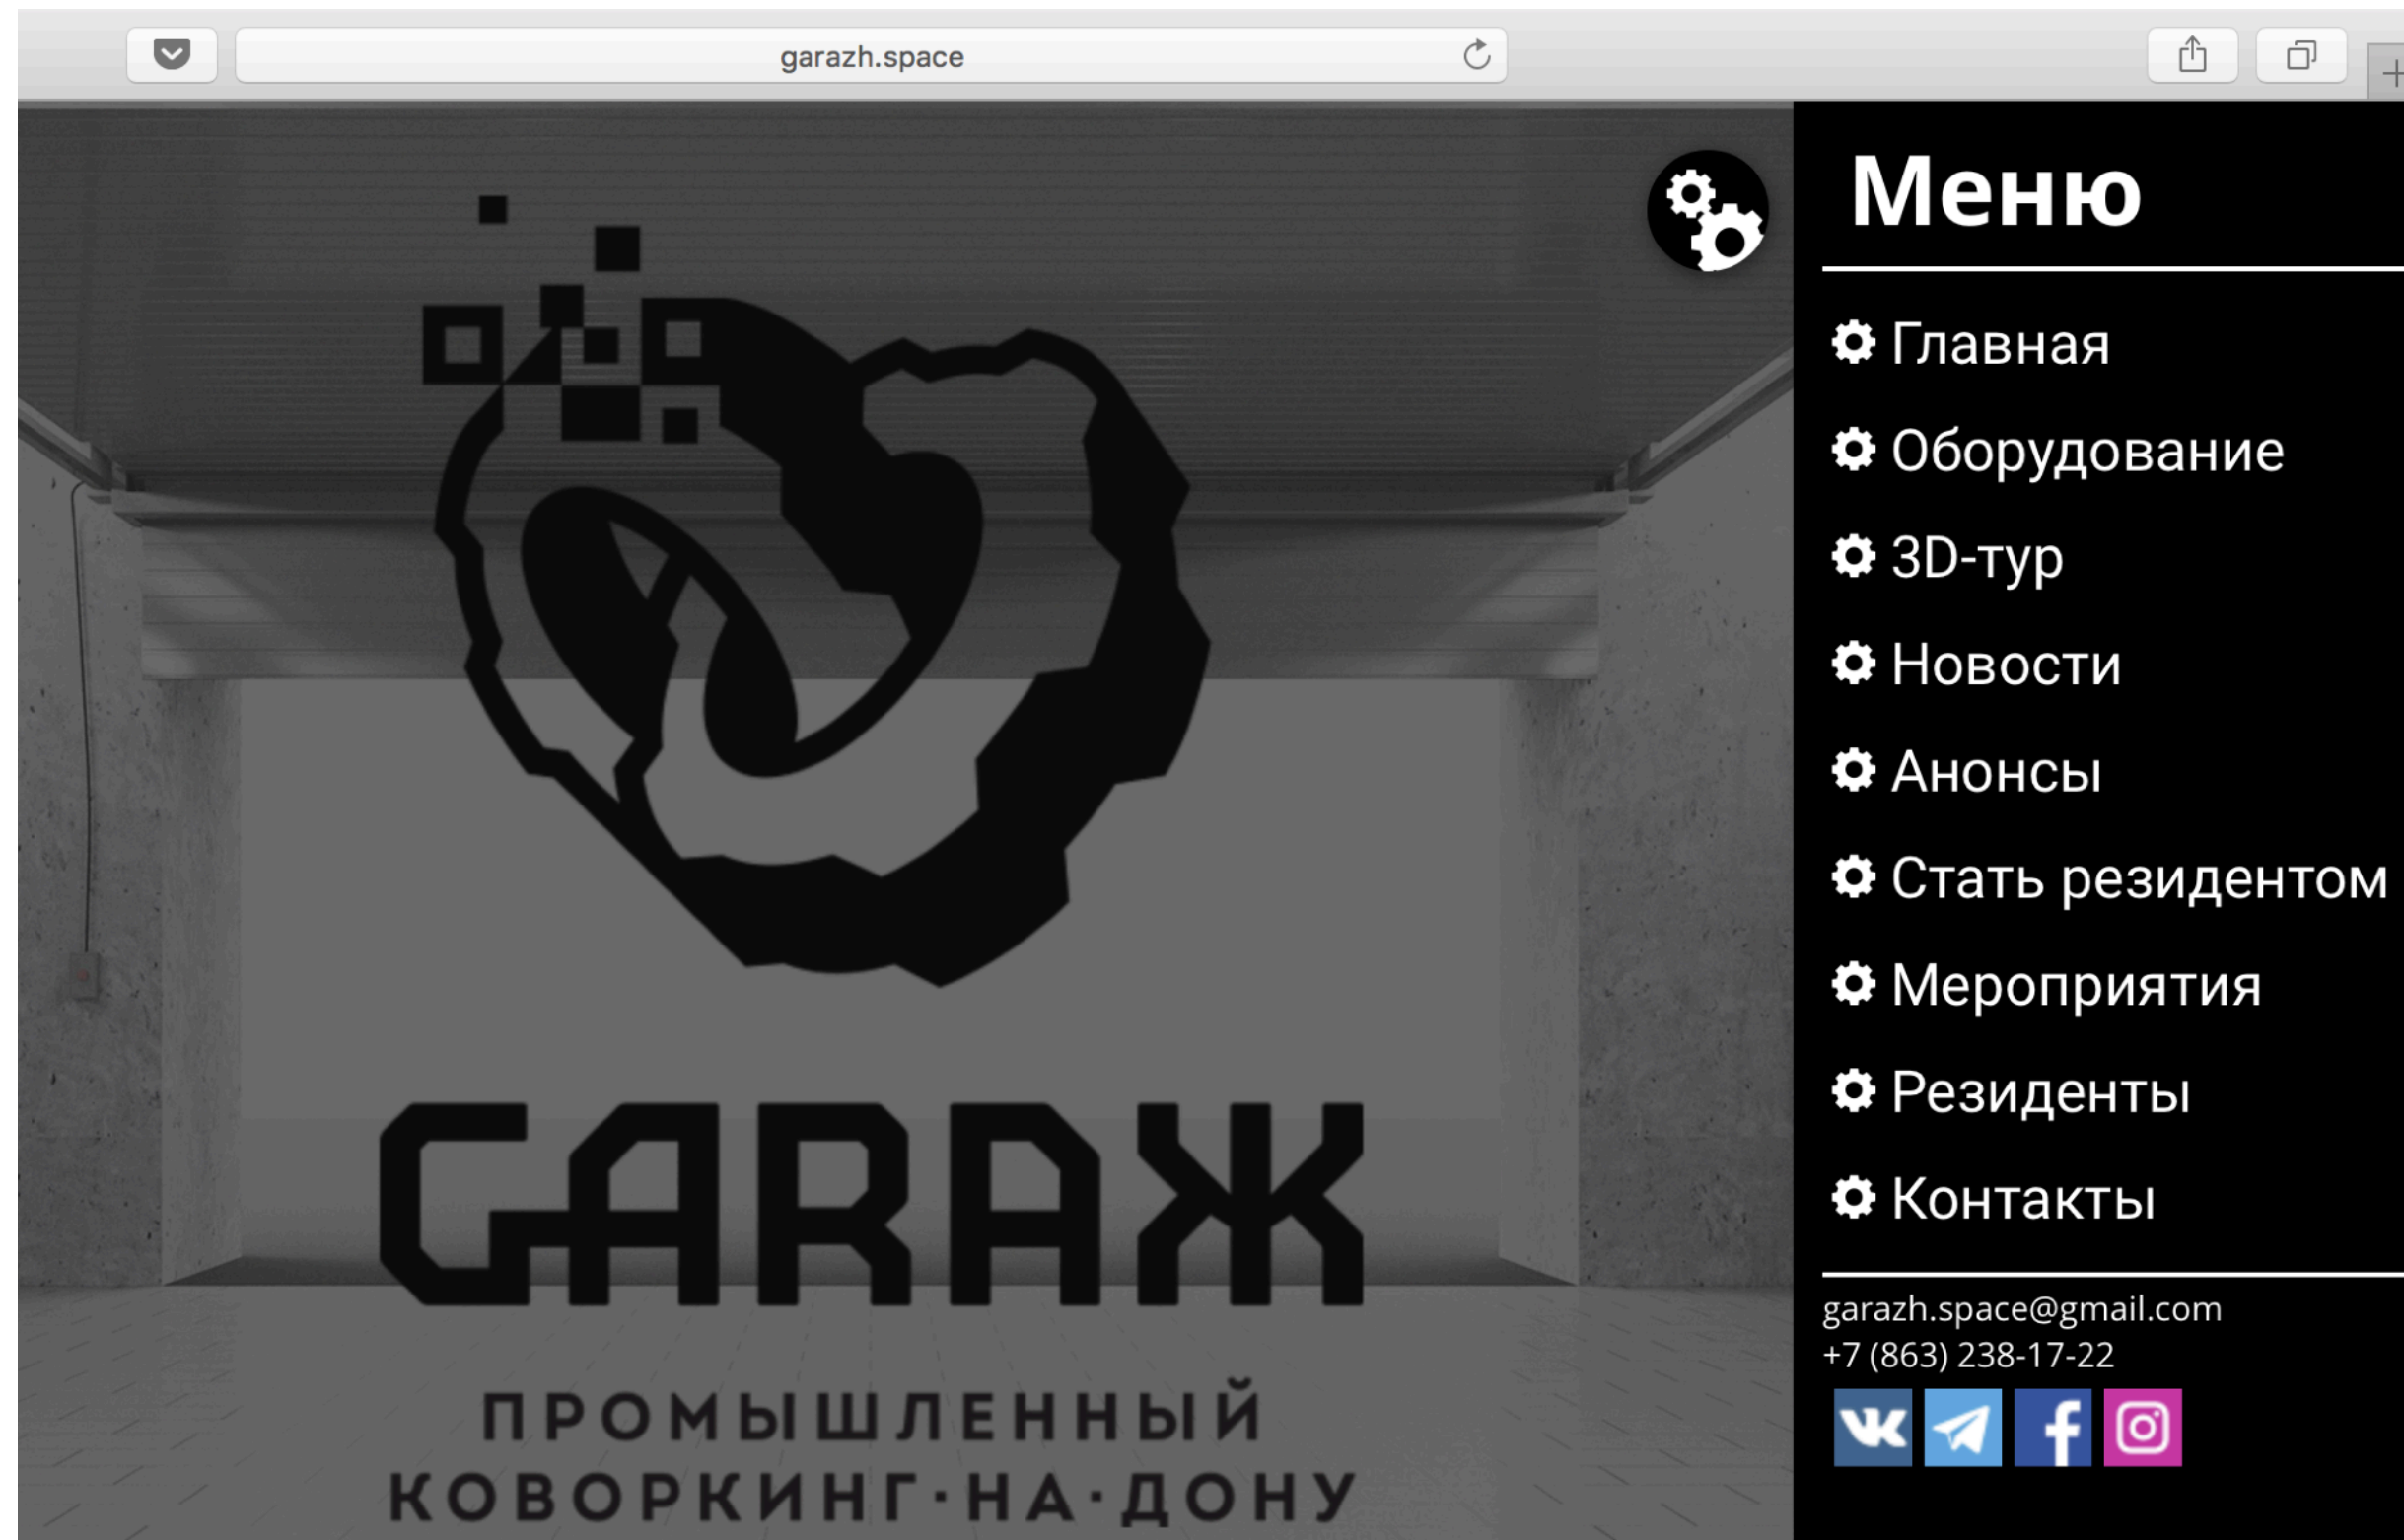 garazh.space
Меню
Главная
Оборудование
3D-тур
Новости
Анонсы
Стать резидентом
Мероприятия
Резиденты
Контакты
garazh.space@gmail.com
+7 (863) 238-17-22
GARAЖ
ПРОМЫШЛЕННЫЙ
КОВОРКИНГ·НА·ДОНУ